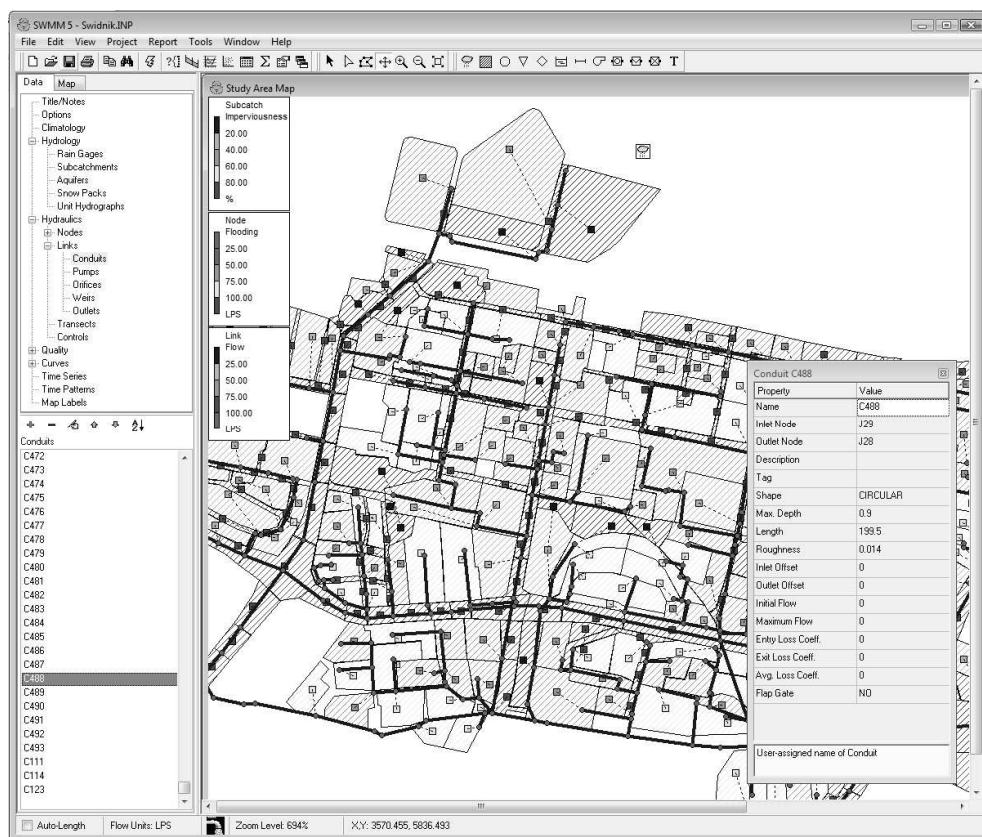 SWMM 5 - Swidnik.INP
File Edit View Project Report Tools Window Help
Data Map
Title/Notes
Options
Climatology
Hydrology
Rain Gages
Subcatchments
Aquifers
Snow Packs
Unit Hydrographs
Hydraulics
Nodes
Links
Conduits
Pumps
Orifices
Weirs
Outlets
Transects
Controls
Quality
Curves
Time Series
Time Patterns
Map Labels
Conduits
C472
C473
C474
C475
C476
C477
C478
C479
C480
C481
C482
C483
C484
C485
C486
C487
C488
C489
C490
C491
C492
C493
C111
C114
C123
Study Area Map
Subcatch
Imperviousness
20.00
40.00
60.00
80.00
%
Node
Flooding
25.00
50.00
75.00
100.00
LPS
Link
Flow
25.00
50.00
75.00
100.00
LPS
Conduit C488
Property Value
Name C488
Inlet Node J29
Outlet Node J28
Description
Tag
Shape CIRCULAR
Max. Depth 0.9
Length 199.5
Roughness 0.014
Inlet Offset 0
Outlet Offset 0
Initial Flow 0
Maximum Flow 0
Entry Loss Coeff. 0
Exit Loss Coeff. 0
Avg. Loss Coeff. 0
Flap Gate NO
User-assigned name of Conduit
Auto-Length Flow Units: LPS Zoom Level: 694% X,Y: 3570.455, 5836.493